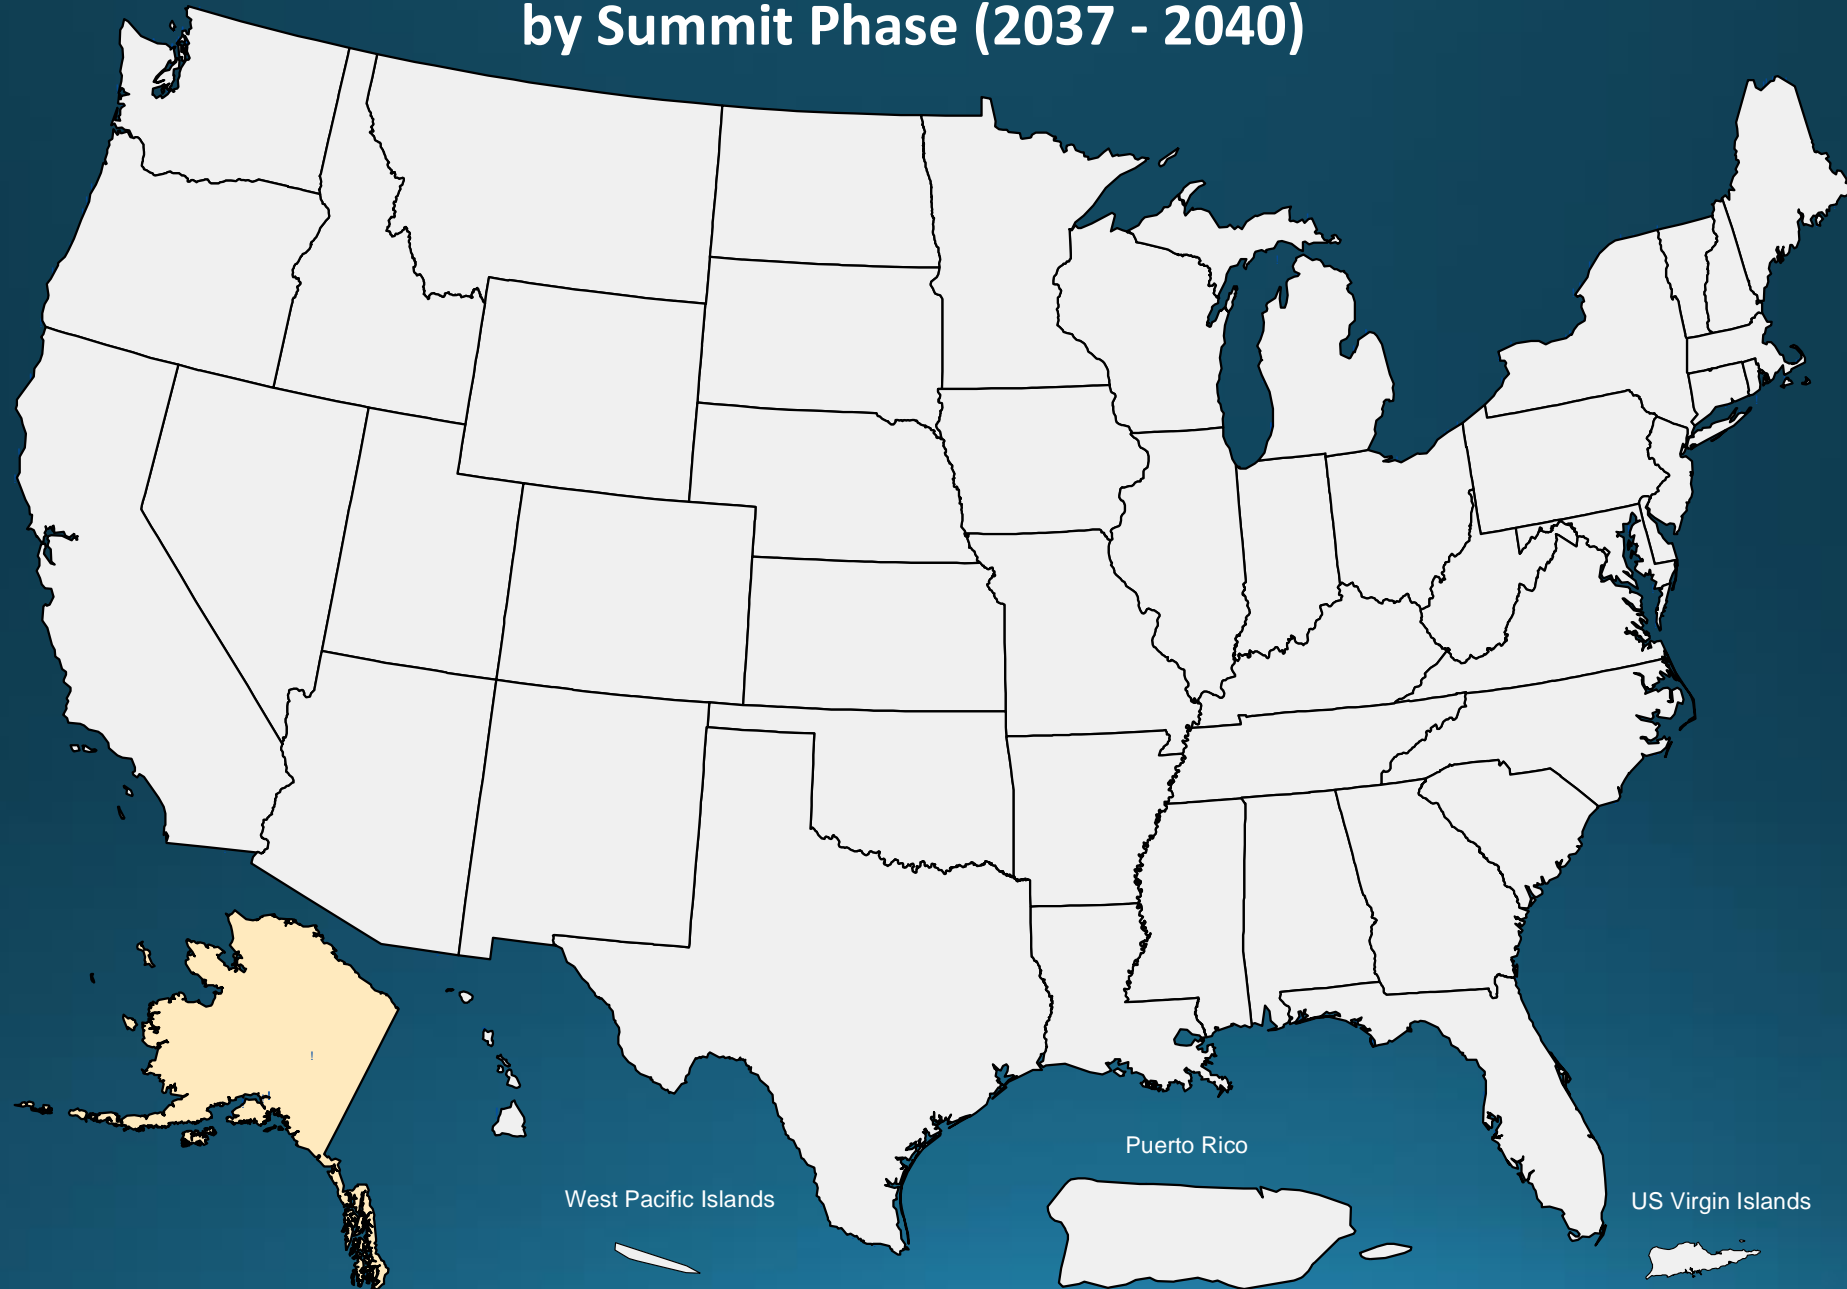 by Summit Phase (2037 - 2040)
Puerto Rico
West Pacific Islands
US Virgin Islands